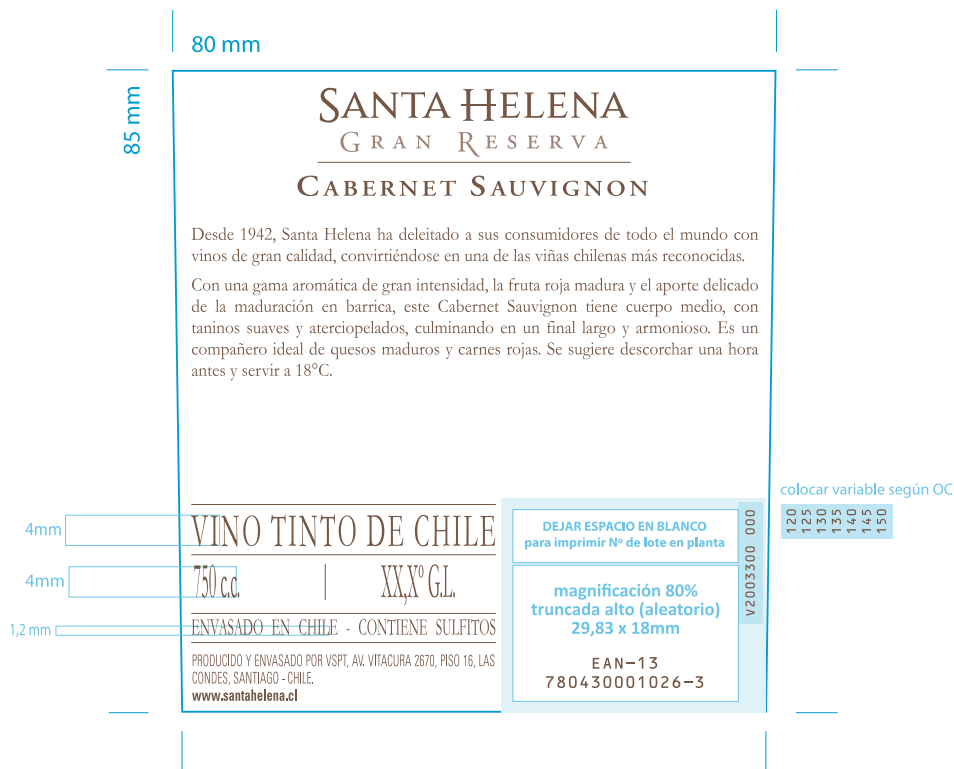 80 mm
85 mm
SANTA HELENA
GRAN RESERVA
CABERNET SAUVIGNON
Desde 1942, Santa Helena ha deleitado a sus consumidores de todo el mundo con
vinos de gran calidad, convirtiéndose en una de las viñas chilenas más reconocidas.
Con una gama aromática de gran intensidad, la fruta roja madura y el aporte delicado
de la maduración en barrica, este Cabernet Sauvignon tiene cuerpo medio, con
taninos suaves y aterciopelados, culminando en un final largo y armonioso. Es un
compañero ideal de quesos maduros y carnes rojas. Se sugiere descorchar una hora
antes y servir a 18°C.
4mm
VINO TINTO DE CHILE
4mm
750 c.c. | XX,Xº G.L.
1,2 mm
ENVASADO EN CHILE - CONTIENE SULFITOS
PRODUCIDO Y ENVASADO POR VSPT, AV. VITACURA 2670, PISO 16, LAS
CONDES, SANTIAGO - CHILE.
www.santahelena.cl
DEJAR ESPACIO EN BLANCO
para imprimir Nº de lote en planta
magnificación 80%
truncada alto (aleatorio)
29,83 x 18mm
EAN-13
780430001026-3
V2003300 000
colocar variable según OC
120
125
130
135
140
145
150